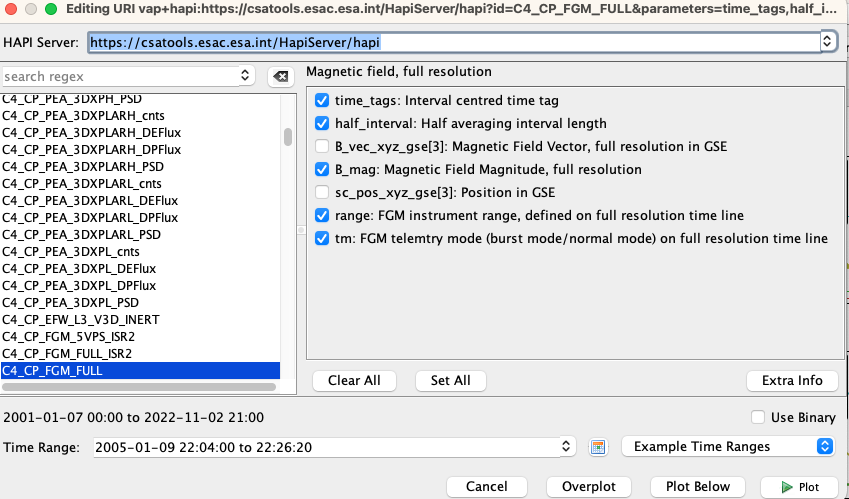 Editing URI vap+hapi:https://csatools.esac.esa.int/HapiServer/hapi?id=C4_CP_FGM_FULL&parameters=time_tags,half_i...
HAPI Server: https://csatools.esac.esa.int/HapiServer/hapi
search regex
Magnetic field, full resolution
C4_CP_PEA_3DXPH_PSD
C4_CP_PEA_3DXPLARH_cnts
C4_CP_PEA_3DXPLARH_DEFlux
C4_CP_PEA_3DXPLARH_DPFlux
C4_CP_PEA_3DXPLARH_PSD
C4_CP_PEA_3DXPLARL_cnts
C4_CP_PEA_3DXPLARL_DEFlux
C4_CP_PEA_3DXPLARL_DPFlux
C4_CP_PEA_3DXPLARL_PSD
C4_CP_PEA_3DXPL_cnts
C4_CP_PEA_3DXPL_DEFlux
C4_CP_PEA_3DXPL_DPFlux
C4_CP_PEA_3DXPL_PSD
C4_CP_EFW_L3_V3D_INERT
C4_CP_FGM_5VPS_ISR2
C4_CP_FGM_FULL_ISR2
C4_CP_FGM_FULL
time_tags: Interval centred time tag
half_interval: Half averaging interval length
B_vec_xyz_gse[3]: Magnetic Field Vector, full resolution in GSE
B_mag: Magnetic Field Magnitude, full resolution
sc_pos_xyz_gse[3]: Position in GSE
range: FGM instrument range, defined on full resolution time line
tm: FGM telemtry mode (burst mode/normal mode) on full resolution time line
Clear All Set All Extra Info
2001-01-07 00:00 to 2022-11-02 21:00 Use Binary
Time Range: 2005-01-09 22:04:00 to 22:26:20 Example Time Ranges
Cancel Overplot Plot Below Plot